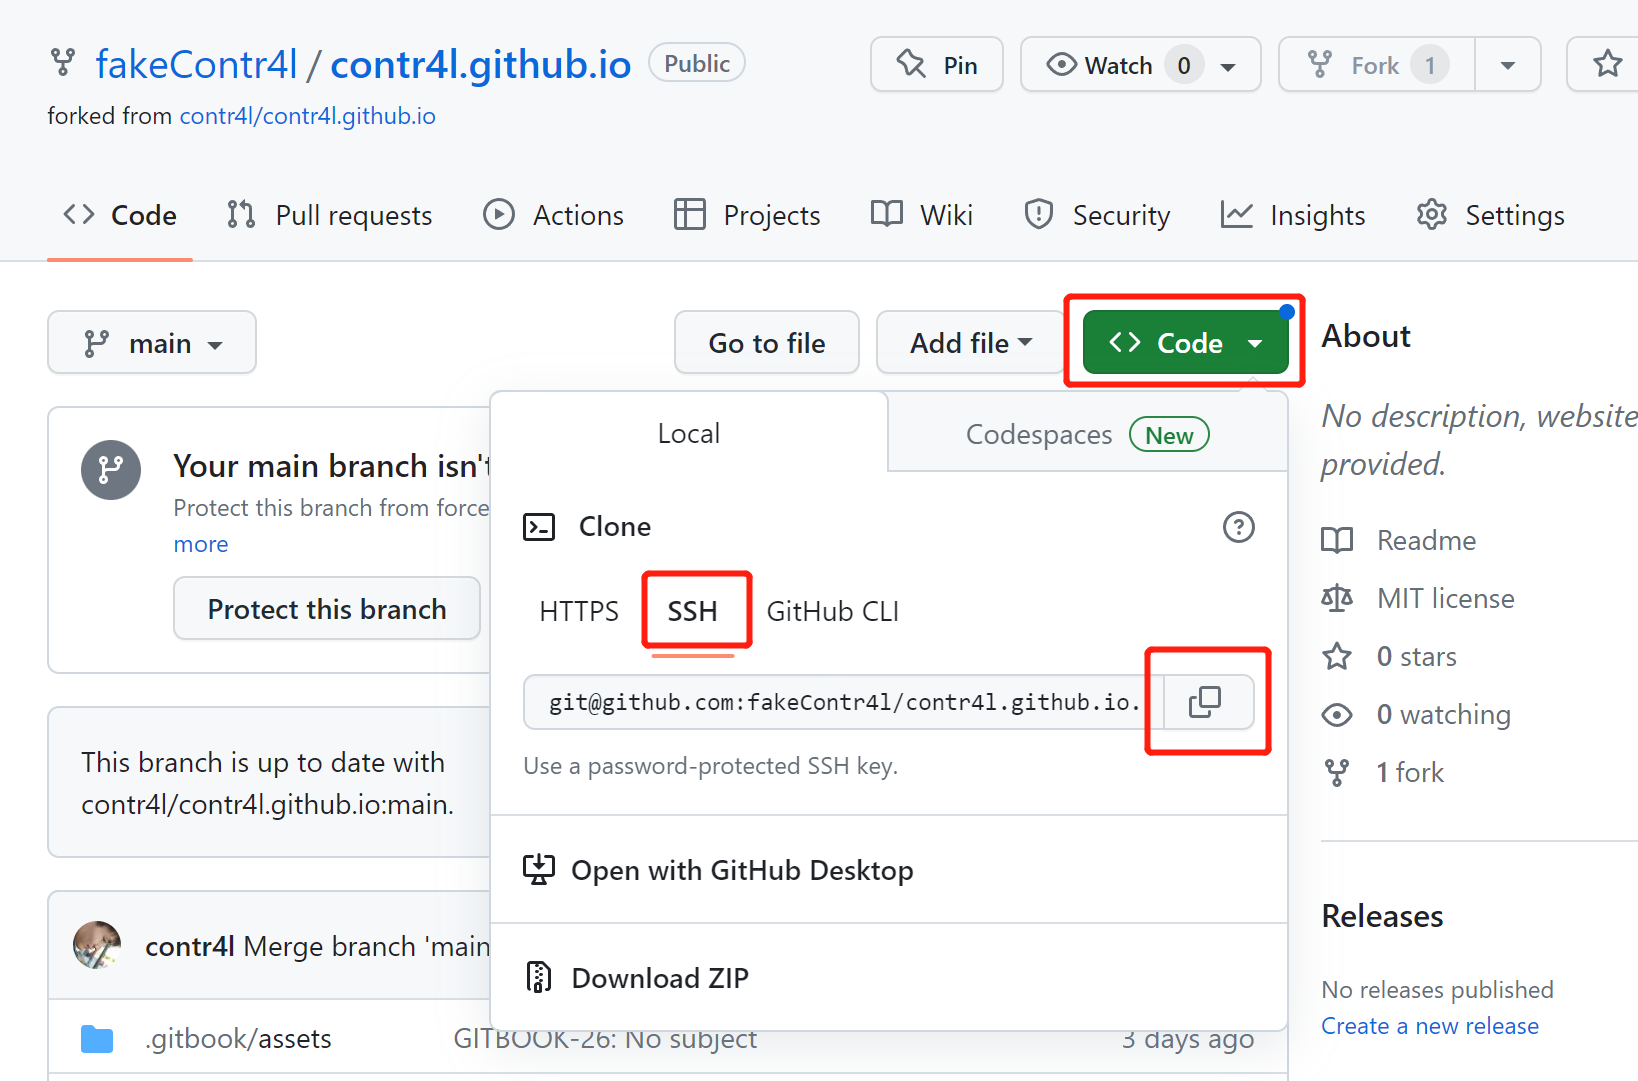 fakeContr4l / contr4l.github.io Public
Pin
Watch 0
Fork 1
forked from contr4l/contr4l.github.io
Code
Pull requests
Actions
Projects
Wiki
Security
Insights
Settings
main
Go to file
Add file
Code
About
No description, website
provided.
Readme
MIT license
0 stars
0 watching
1 fork
Releases
No releases published
Create a new release
Your main branch isn't
Protect this branch from force
more
Protect this branch
This branch is up to date with
contr4l/contr4l.github.io:main.
contr4l Merge branch 'main
.gitbook/assets
GITBOOK-26: No subject
3 days ago
Local
Codespaces New
Clone
HTTPS
SSH
GitHub CLI
git@github.com:fakeContr4l/contr4l.github.io.
Use a password-protected SSH key.
Open with GitHub Desktop
Download ZIP